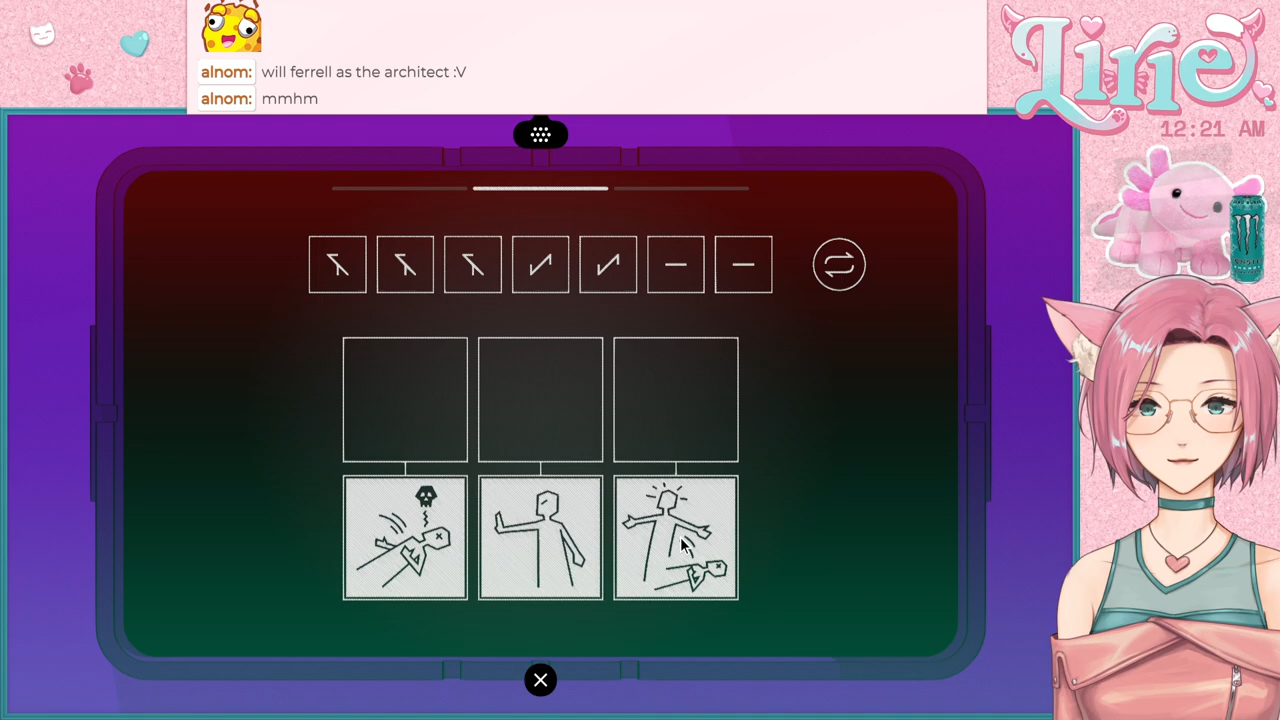 alnom: will ferrell as the architect :V
alnom: mmhm
Lirie
12:21 AM